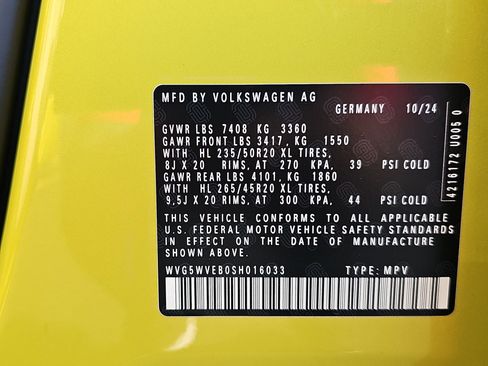 MFD BY VOLKSWAGEN AG
GERMANY 10/24
GVWR LBS 7408 KG 3360
GAWR FRONT LBS 3417 , KG 1550
WITH HL 235/50R20 XL TIRES,
8J X 20 RIMS, AT 270 KPA, 39 PSI COLD
GAWR REAR LBS 4101, KG 1860
WITH HL 265/45R20 XL TIRES,
9,5J X 20 RIMS, AT 300 KPA, 44 PSI COLD
THIS VEHICLE CONFORMS TO ALL APPLICABLE
U.S. FEDERAL MOTOR VEHICLE SAFETY STANDARDS
IN EFFECT ON THE DATE OF MANUFACTURE
SHOWN ABOVE.
WVG5WVEB0SH016033 TYPE: MPV
4216172 U005 0